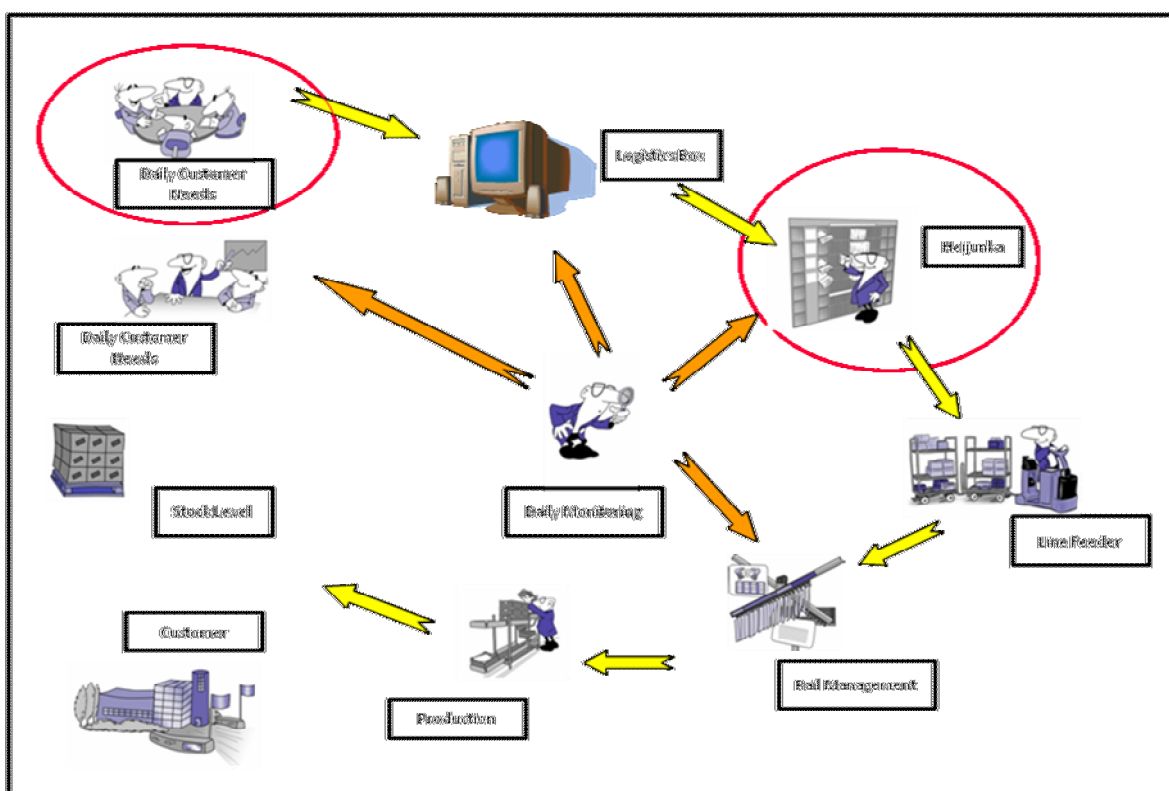 Daily Customer
Needs
Logistics Box
Heijunka
Daily Customer
Needs
Stock Level
Daily Monitoring
Line Feeder
Customer
Rail Management
Production